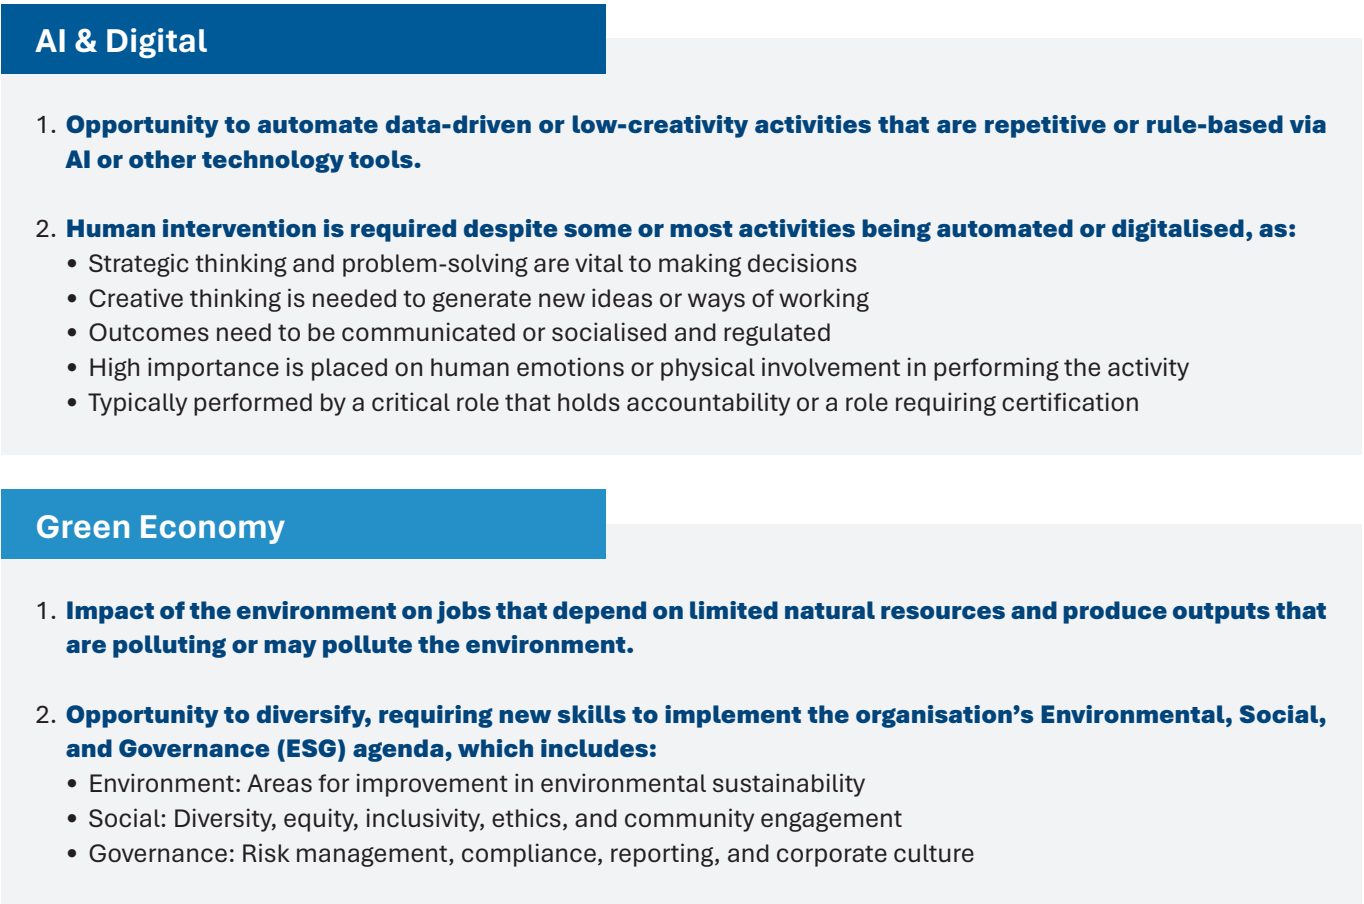 AI & Digital
1. Opportunity to automate data-driven or low-creativity activities that are repetitive or rule-based via
AI or other technology tools.
2. Human intervention is required despite some or most activities being automated or digitalised, as:
• Strategic thinking and problem-solving are vital to making decisions
• Creative thinking is needed to generate new ideas or ways of working
• Outcomes need to be communicated or socialised and regulated
• High importance is placed on human emotions or physical involvement in performing the activity
• Typically performed by a critical role that holds accountability or a role requiring certification
Green Economy
1. Impact of the environment on jobs that depend on limited natural resources and produce outputs that
are polluting or may pollute the environment.
2. Opportunity to diversify, requiring new skills to implement the organisation’s Environmental, Social,
and Governance (ESG) agenda, which includes:
• Environment: Areas for improvement in environmental sustainability
• Social: Diversity, equity, inclusivity, ethics, and community engagement
• Governance: Risk management, compliance, reporting, and corporate culture